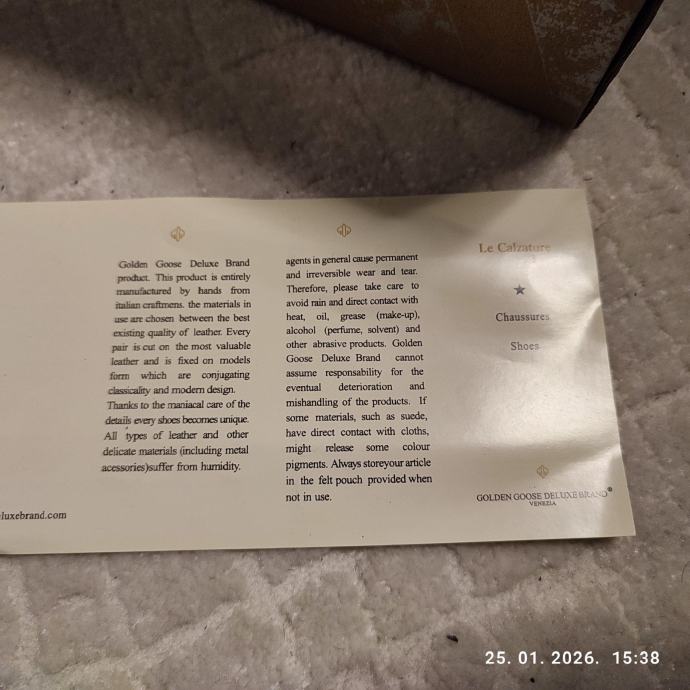 Golden Goose Deluxe Brand
product. This product is entirely
manufactured by hands from
italian craftmens. the materials in
use are chosen between the best
existing quality of leather. Every
pair is cut on the most valuable
leather and is fixed on models
form which are conjugating
classicality and modern design.
Thanks to the maniacal care of the
details every shoes becomes unique.
All types of leather and other
delicate materials (including metal
acessories)suffer from humidity.
luxebrand.com
agents in general cause permanent
and irreversible wear and tear.
Therefore, please take care to
avoid rain and direct contact with
heat, oil, grease (make-up),
alcohol (perfume, solvent) and
other abrasive products. Golden
Goose Deluxe Brand cannot
assume responsability for the
eventual deterioration and
mishandling of the products. If
some materials, such as suede,
have direct contact with cloths,
might release some colour
pigments. Always storeyour article
in the felt pouch provided when
not in use.
Le Calzature
Chaussures
Shoes
GOLDEN GOOSE DELUXE BRAND®
VENEZIA
25. 01. 2026. 15:38